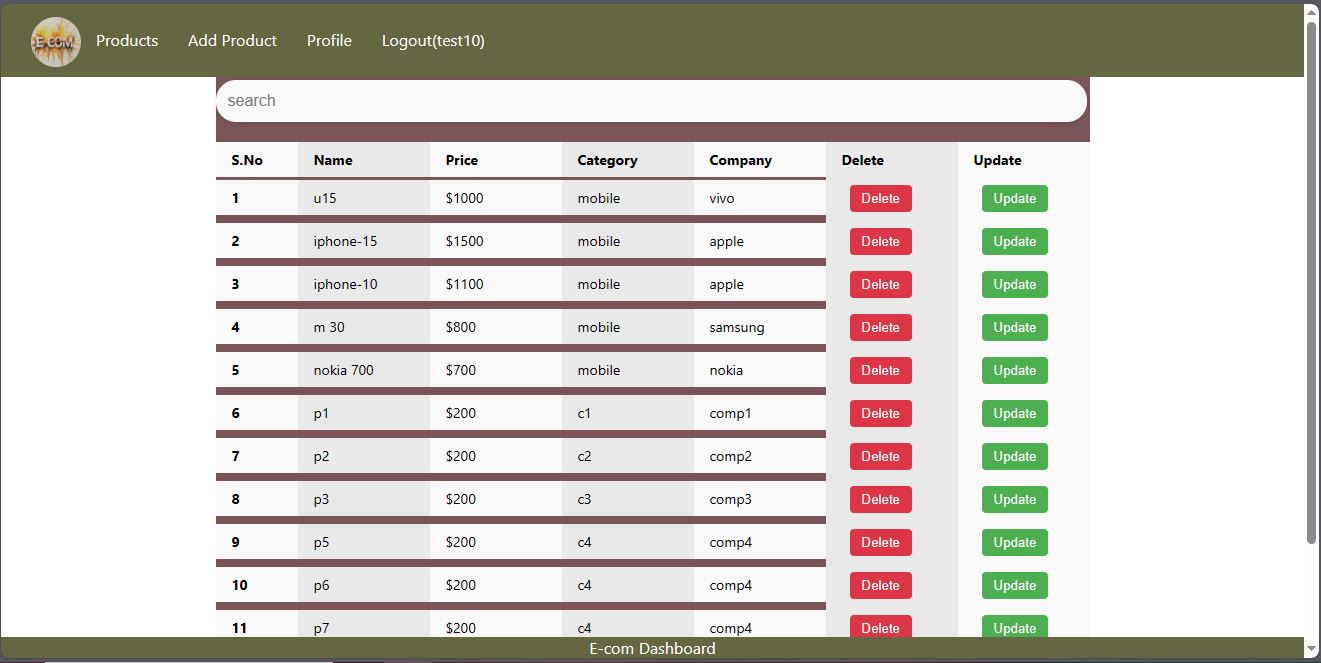 E-COM Products Add Product Profile Logout(test10)
search
S.No Name Price Category Company Delete Update
1 u15 $1000 mobile vivo Delete Update
2 iphone-15 $1500 mobile apple Delete Update
3 iphone-10 $1100 mobile apple Delete Update
4 m 30 $800 mobile samsung Delete Update
5 nokia 700 $700 mobile nokia Delete Update
6 p1 $200 c1 comp1 Delete Update
7 p2 $200 c2 comp2 Delete Update
8 p3 $200 c3 comp3 Delete Update
9 p5 $200 c4 comp4 Delete Update
10 p6 $200 c4 comp4 Delete Update
11 p7 $200 c4 comp4 Delete Update
E-com Dashboard